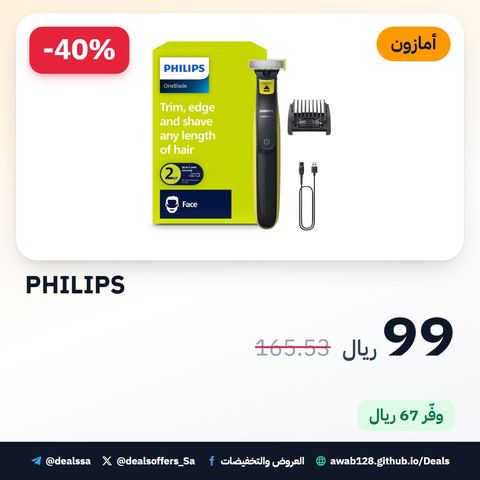 -40%
أمازون
PHILIPS
OneBlade
Trim, edge
and shave
any length
of hair
2yr
Face
PHILIPS
99 ريال 165.53
وفّر 67 ريال
@dealssa @dealsoffers_Sa العروض والتخفيضات awab128.github.io/Deals